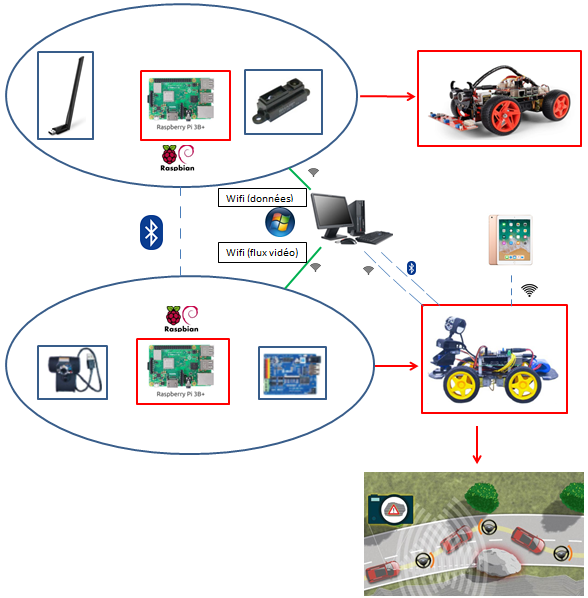 Raspberry Pi 3B+
Raspbian
Wifi (données)
Wifi (flux vidéo)
Raspbian
Raspberry Pi 3B+